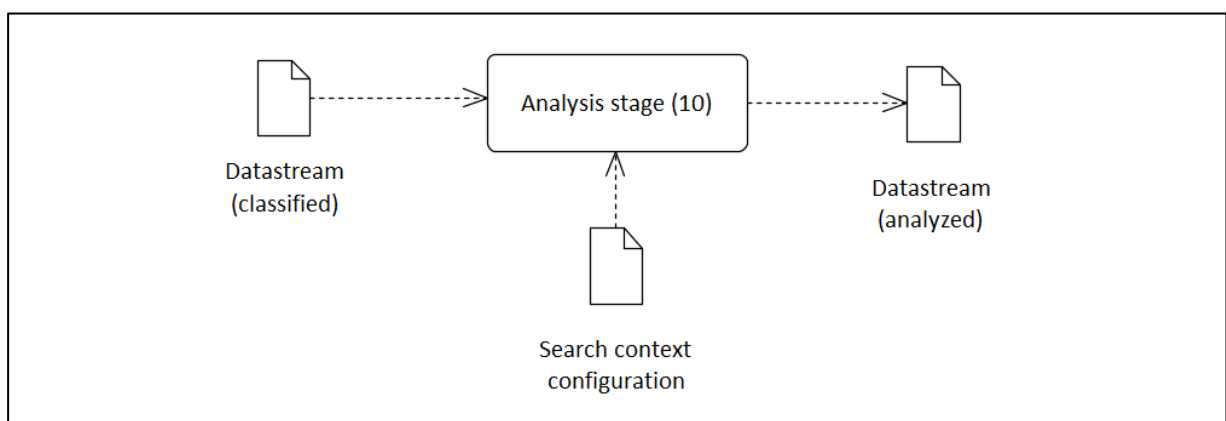 Analysis stage (10)
Datastream
(classified)
Datastream
(analyzed)
Search context
configuration